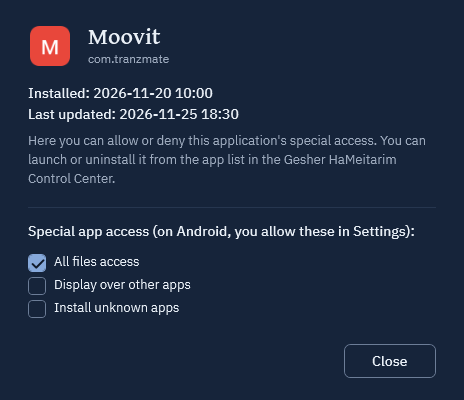 M
Moovit
com.tranzmate
Installed: 2026-11-20 10:00
Last updated: 2026-11-25 18:30
Here you can allow or deny this application's special access. You can
launch or uninstall it from the app list in the Gesher HaMeitarim
Control Center.
Special app access (on Android, you allow these in Settings):
All files access
Display over other apps
Install unknown apps
Close